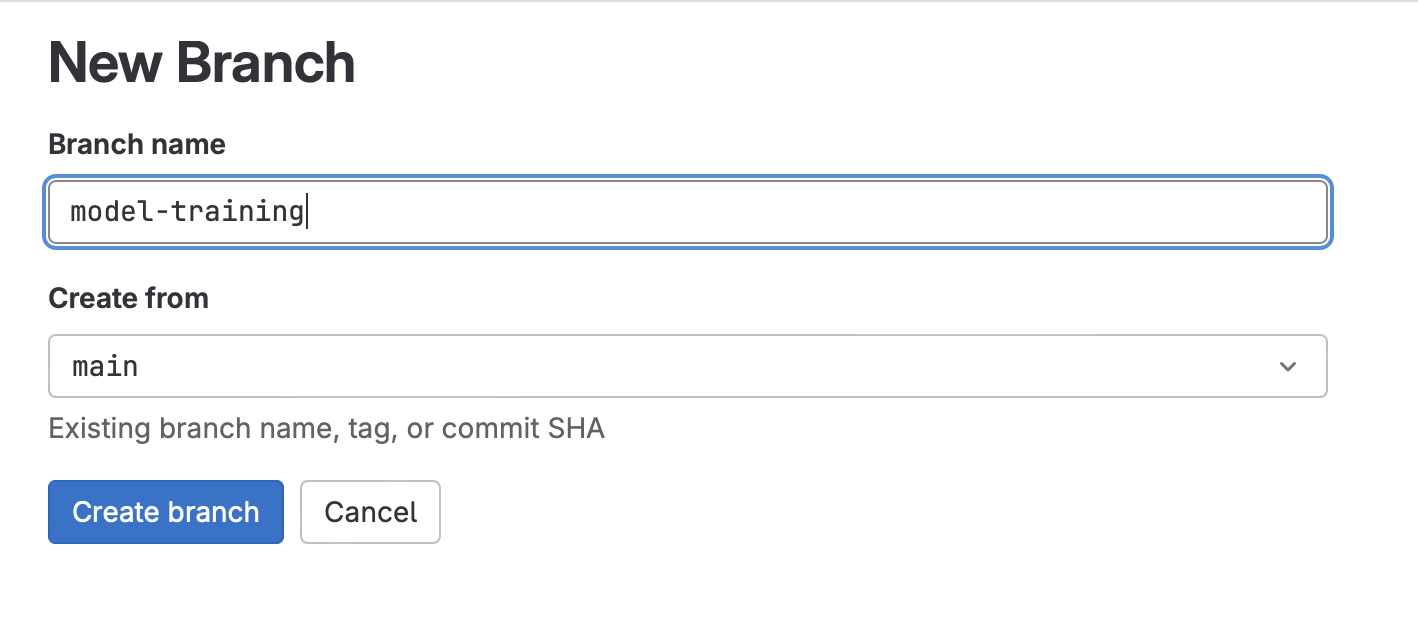 New Branch
Branch name
model-training
Create from
main
Existing branch name, tag, or commit SHA
Create branch Cancel